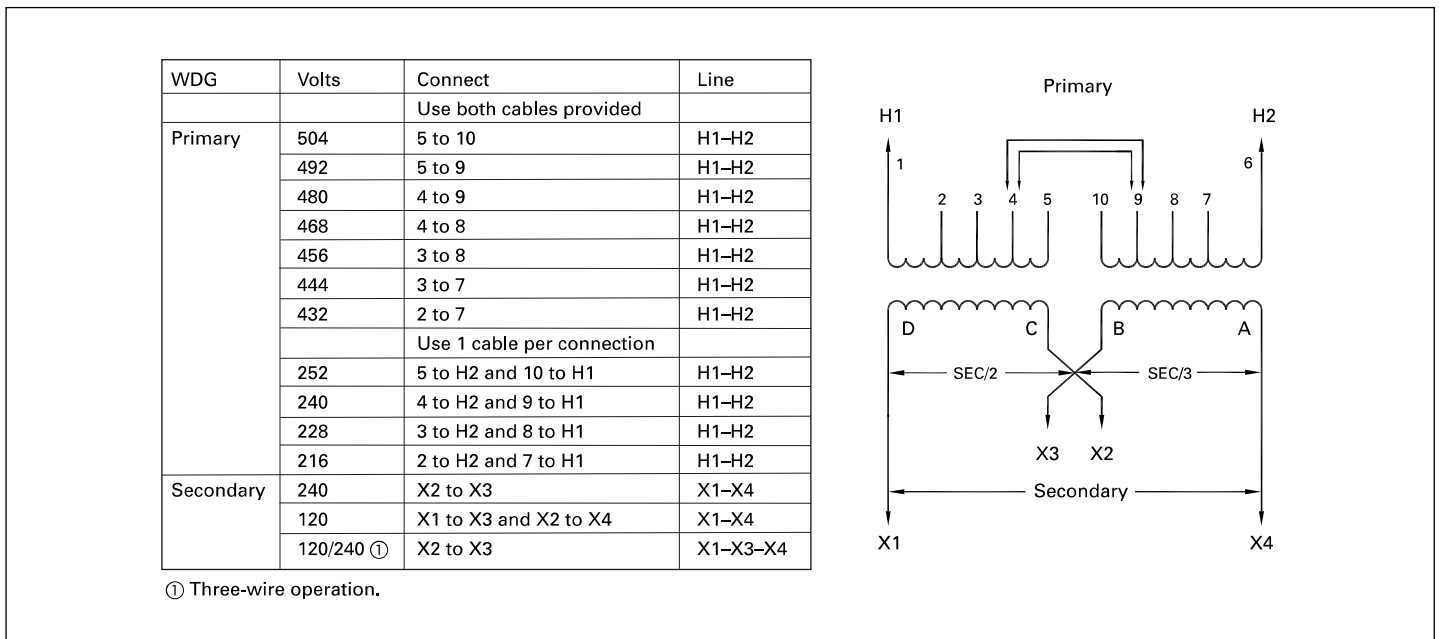 WDG Volts Connect Line
Use both cables provided
Primary 504 5 to 10 H1–H2
492 5 to 9 H1–H2
480 4 to 9 H1–H2
468 4 to 8 H1–H2
456 3 to 8 H1–H2
444 3 to 7 H1–H2
432 2 to 7 H1–H2
Use 1 cable per connection
252 5 to H2 and 10 to H1 H1–H2
240 4 to H2 and 9 to H1 H1–H2
228 3 to H2 and 8 to H1 H1–H2
216 2 to H2 and 7 to H1 H1–H2
Secondary 240 X2 to X3 X1–X4
120 X1 to X3 and X2 to X4 X1–X4
120/240 ① X2 to X3 X1–X3–X4
① Three-wire operation.
Primary
H1 H2
1 6
2 3 4 5 10 9 8 7
D C B A
SEC/2 SEC/3
X3 X2
Secondary
X1 X4